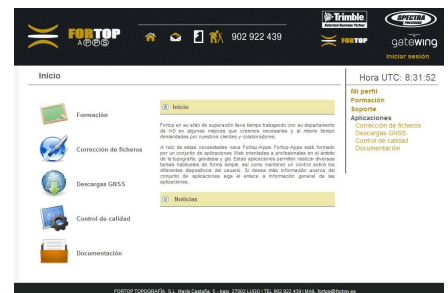 FORTOP
APPS
902 922 439
Trimble
Authorized Business Partner
FORTOP
SPECTRA
PRECISION
gatewing
Iniciar sesión
Inicio
Hora UTC: 8:31:52
Mi perfil
Formación
Soporte
Aplicaciones
Corrección de ficheros
Descargas GNSS
Control de calidad
Documentación
Formación
Corrección de ficheros
Descargas GNSS
Control de calidad
Documentación
Inicio
Fortop en su afán de superación lleva tiempo trabajando con su departamento
de I+D en algunas mejoras que creemos necesarias y al mismo tiempo
demandadas por nuestros clientes y colaboradores.
A raíz de estas necesidades nace Fortop-Apps. Fortop-Apps está formado
por un conjunto de aplicaciones Web orientadas a profesionales en el ámbito
de la topografía, geodesia y gis. Estas aplicaciones permiten realizar diversas
tareas habituales de forma simple, así como mantener un control sobre los
diferentes dispositivos del usuario. Si desea más información acerca del
conjunto de aplicaciones siga el enlace a Información general de las
aplicaciones.
Noticias
FORTOP TOPOGRAFÍA, S.L. María Castaña, 5 - bajo. 27002 LUGO | TEL 902 922 439 | MAIL. fortop@fortop.es